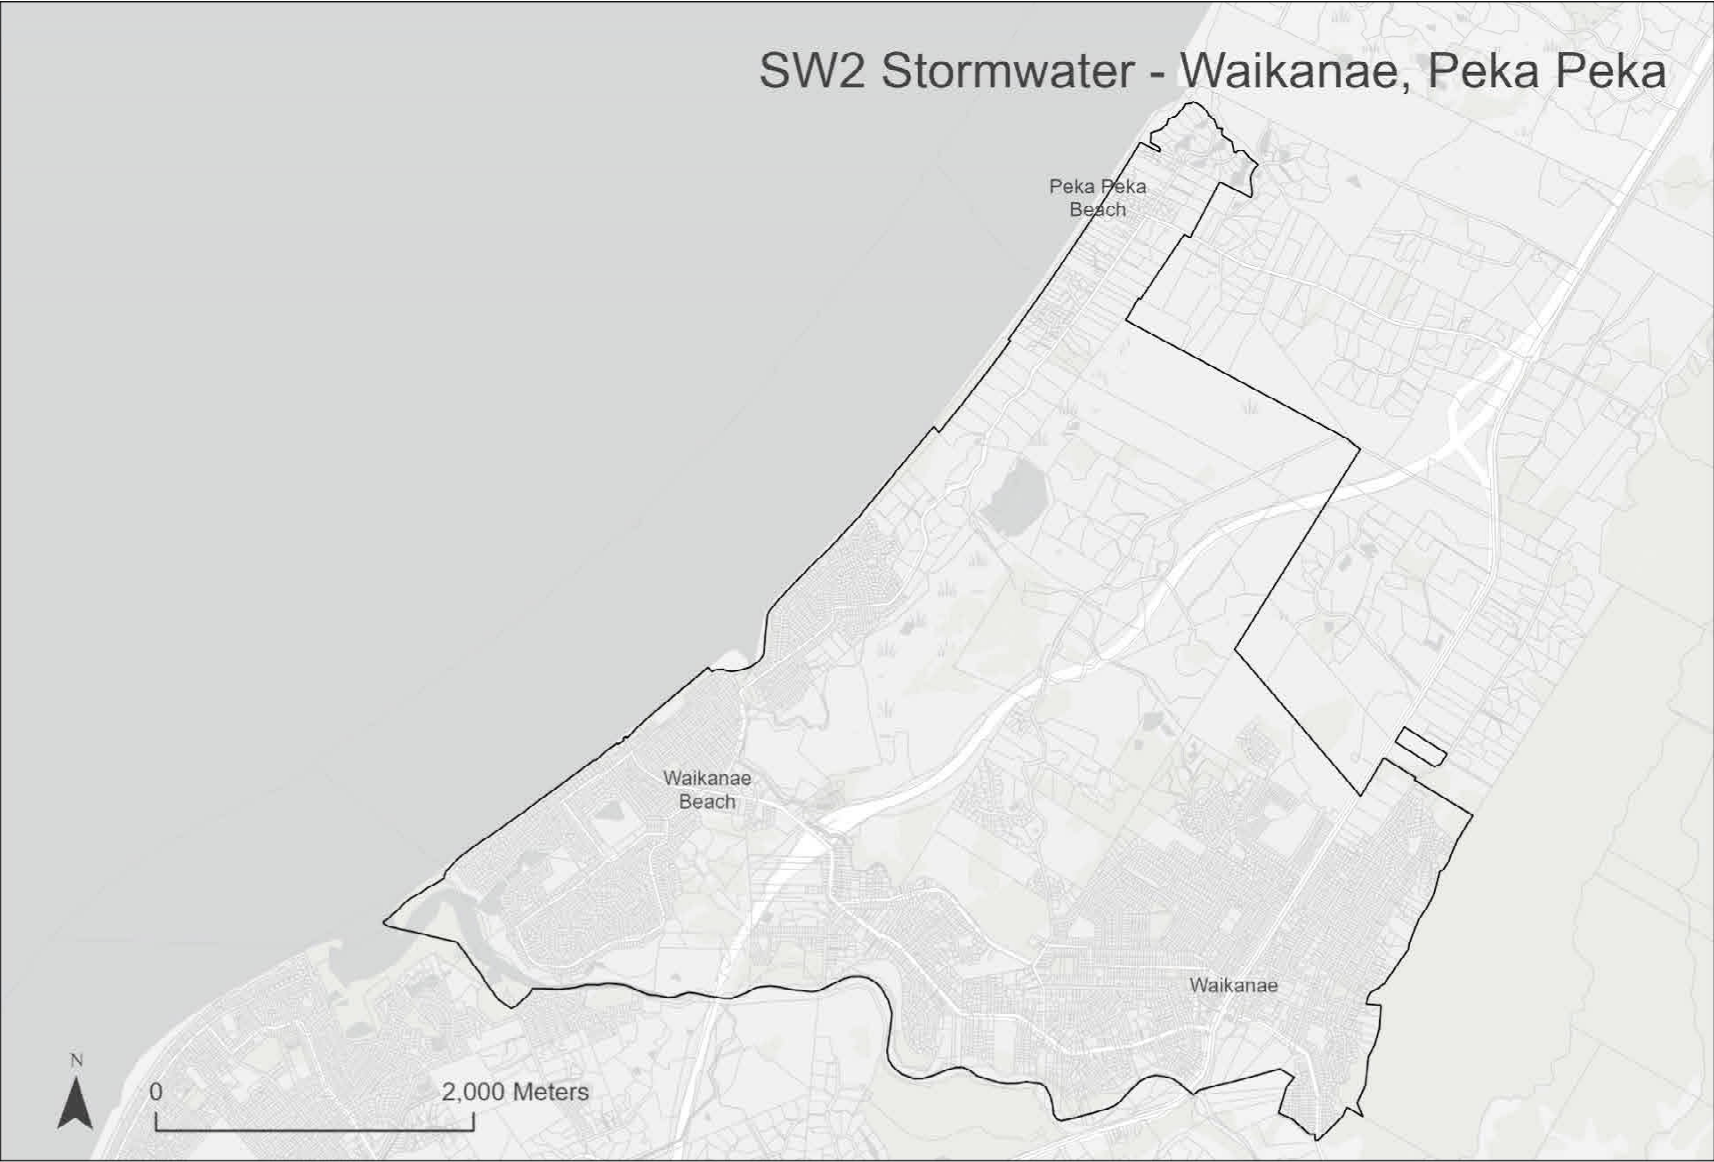 SW2 Stormwater - Waikanae, Peka Peka
Peka Peka
Beach
Waikanae
Beach
Waikanae
N
0
2,000 Meters